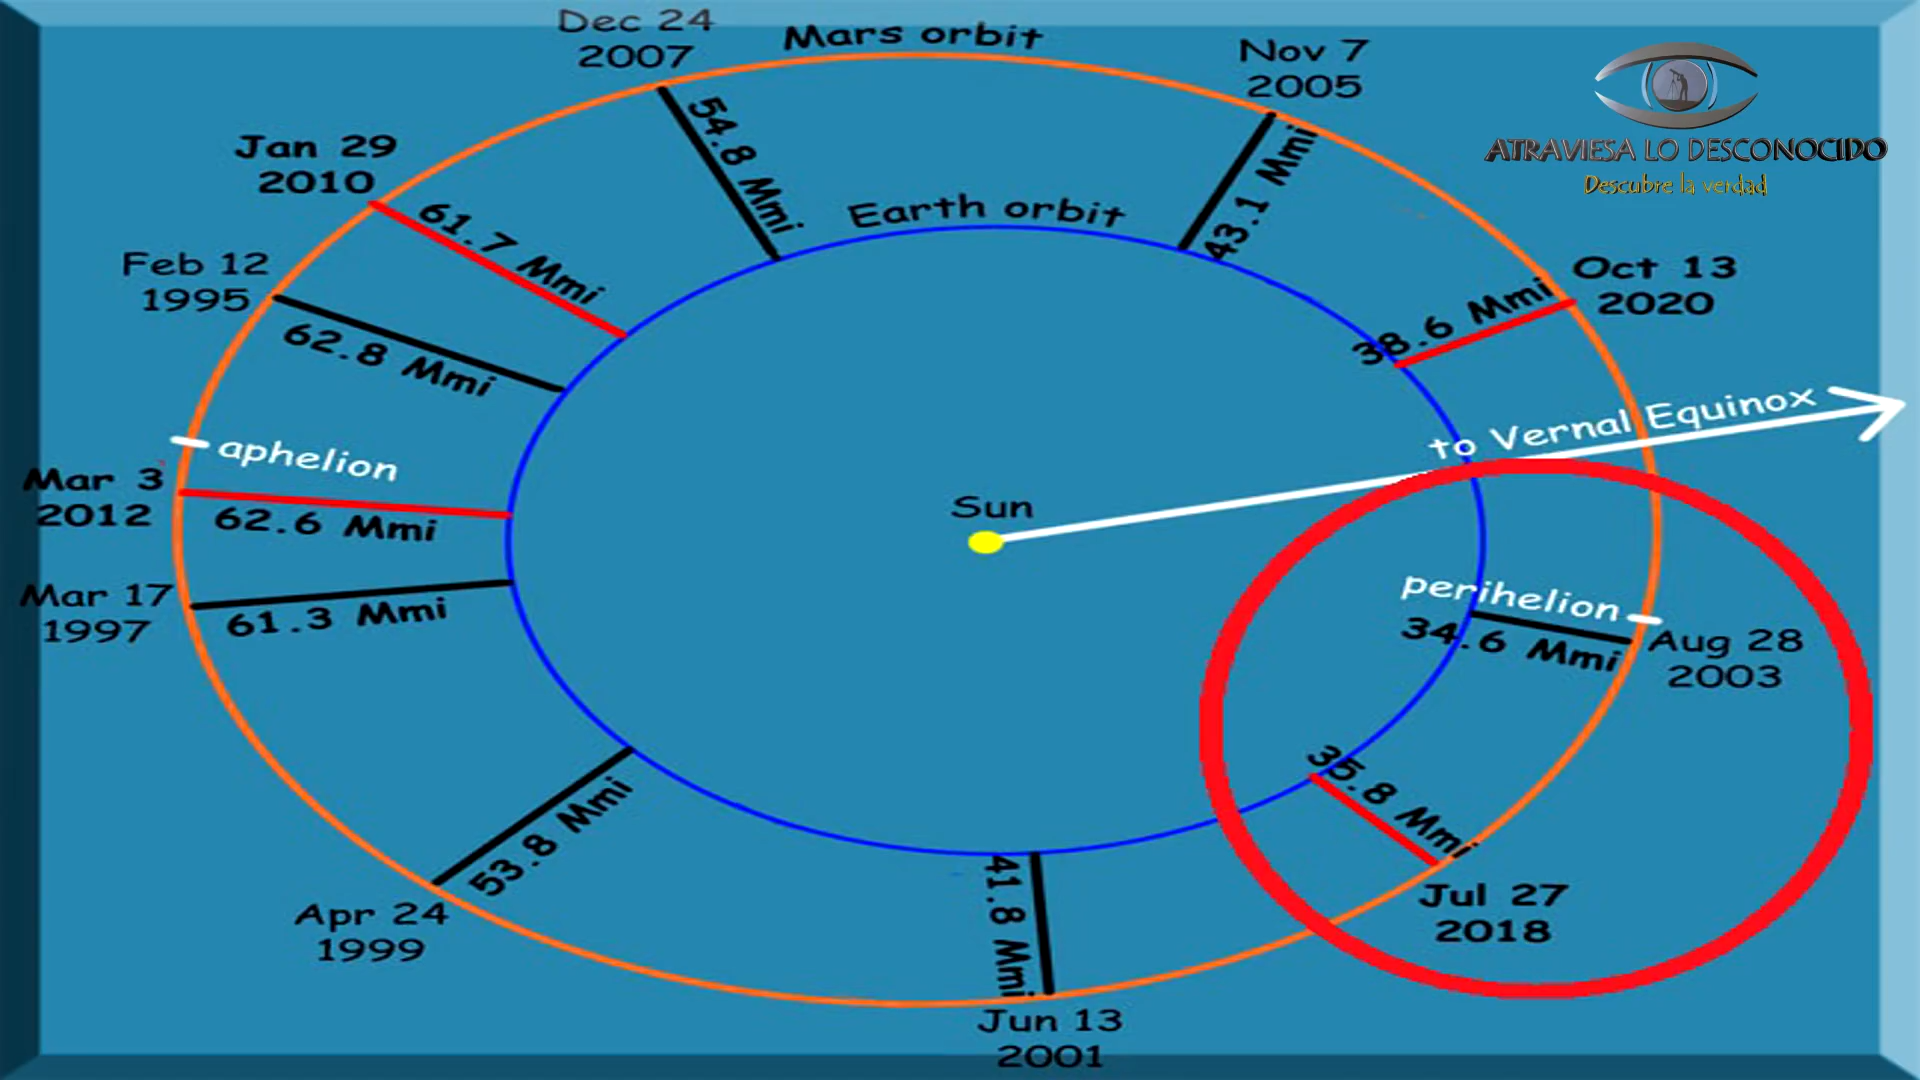 Dec 24
2007
Mars orbit
Nov 7
2005
ATRAVIESA LO DESCONOCIDO
Descubre la verdad
Jan 29
2010
54.8 Mmi
43.1 Mmi
61.7 Mmi
Earth orbit
Feb 12
1995
62.8 Mmi
Oct 13
2020
38.6 Mmi
to Vernal Equinox
aphelion
Mar 3
2012
62.6 Mmi
Sun
Mar 17
1997
61.3 Mmi
perihelion
34.6 Mmi
Aug 28
2003
35.8 Mmi
Jul 27
2018
53.8 Mmi
Apr 24
1999
41.8 Mmi
Jun 13
2001